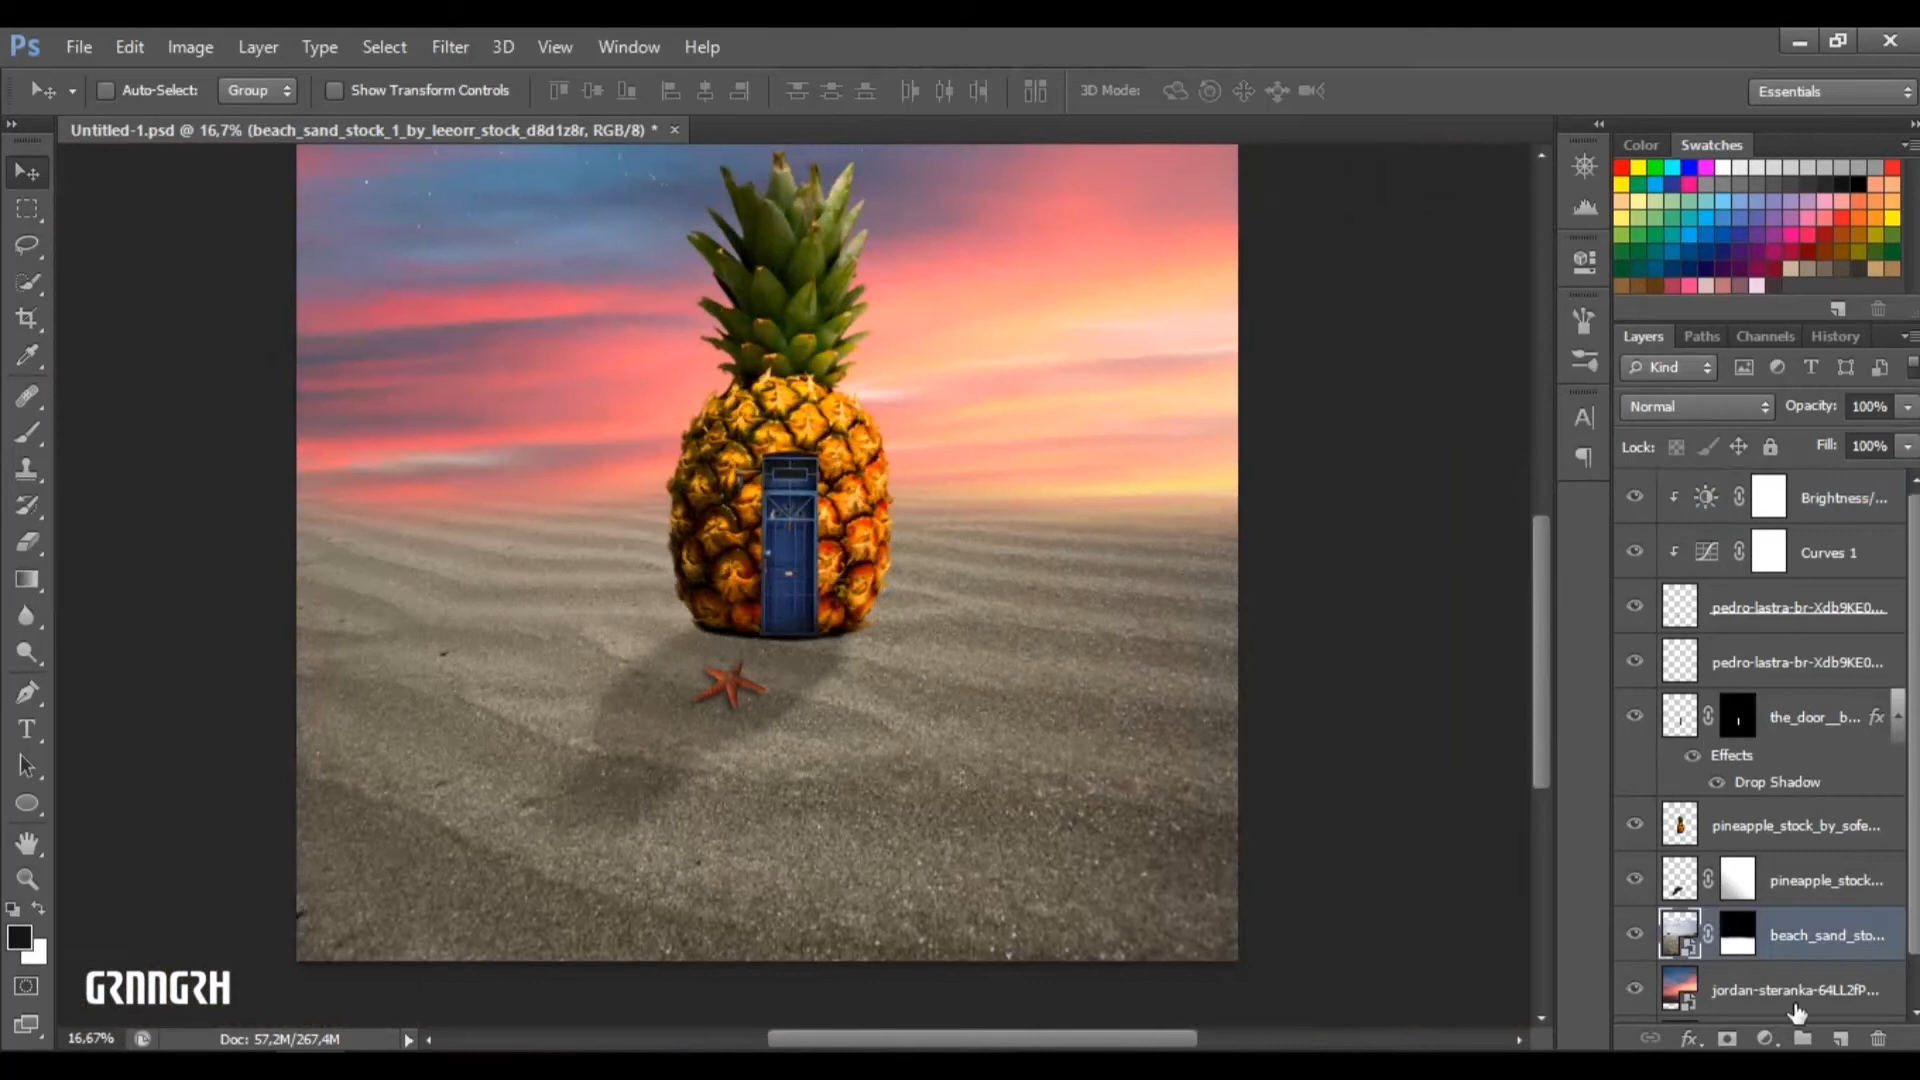 Ps File Edit Image Layer Type Select Filter 3D View Window Help
Auto-Select: Group Show Transform Controls 3D Mode: Essentials
Untitled-1.psd @ 16,7% (beach_sand_stock_1_by_leeorr_stock_d8d1z8r, RGB/8) * ×
Color Swatches
Layers Paths Channels History
Kind
Normal Opacity: 100%
Lock: Fill: 100%
Brightness/...
Curves 1
pedro-lastra-br-Xdb9KE0...
pedro-lastra-br-Xdb9KE0...
the_door__b... fx
Effects
Drop Shadow
pineapple_stock_by_sofe...
pineapple_stock...
beach_sand_sto...
jordan-steranka-64LL2fP...
GRNNGRH
16,67% Doc: 57,2M/267,4M
fx